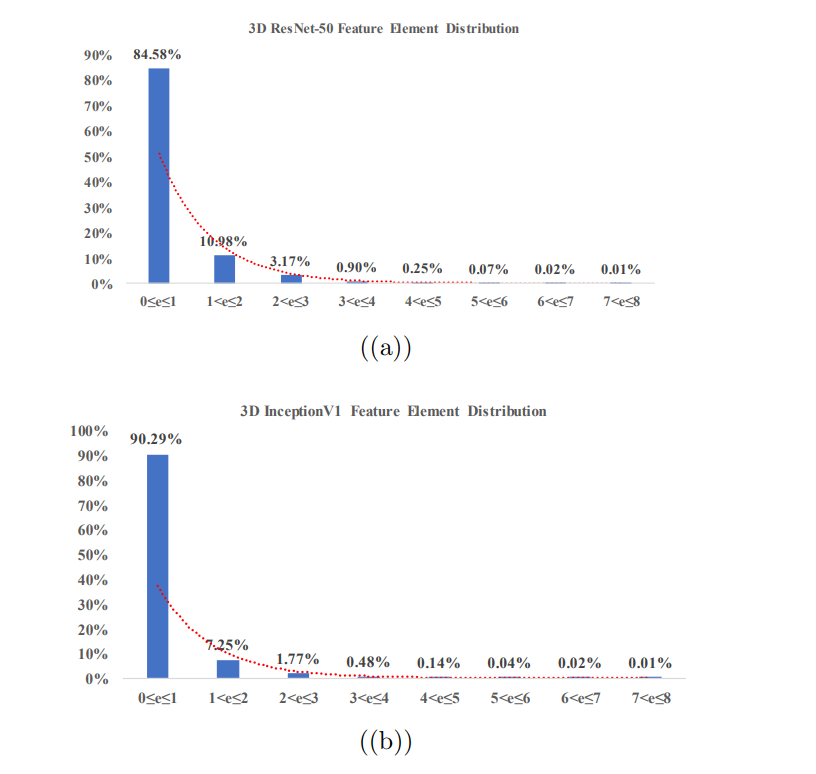 3D ResNet-50 Feature Element Distribution
90% 84.58%
80%
70%
60%
50%
40%
30%
20% 10.98%
10% 3.17% 0.90% 0.25% 0.07% 0.02% 0.01%
0%
0≤e≤1 1<e≤2 2<e≤3 3<e≤4 4<e≤5 5<e≤6 6<e≤7 7<e≤8
((a))
3D InceptionV1 Feature Element Distribution
100%
90.29%
90%
80%
70%
60%
50%
40%
30%
20% 7.25%
10% 1.77% 0.48% 0.14% 0.04% 0.02% 0.01%
0%
0≤e≤1 1<e≤2 2<e≤3 3<e≤4 4<e≤5 5<e≤6 6<e≤7 7<e≤8
((b))